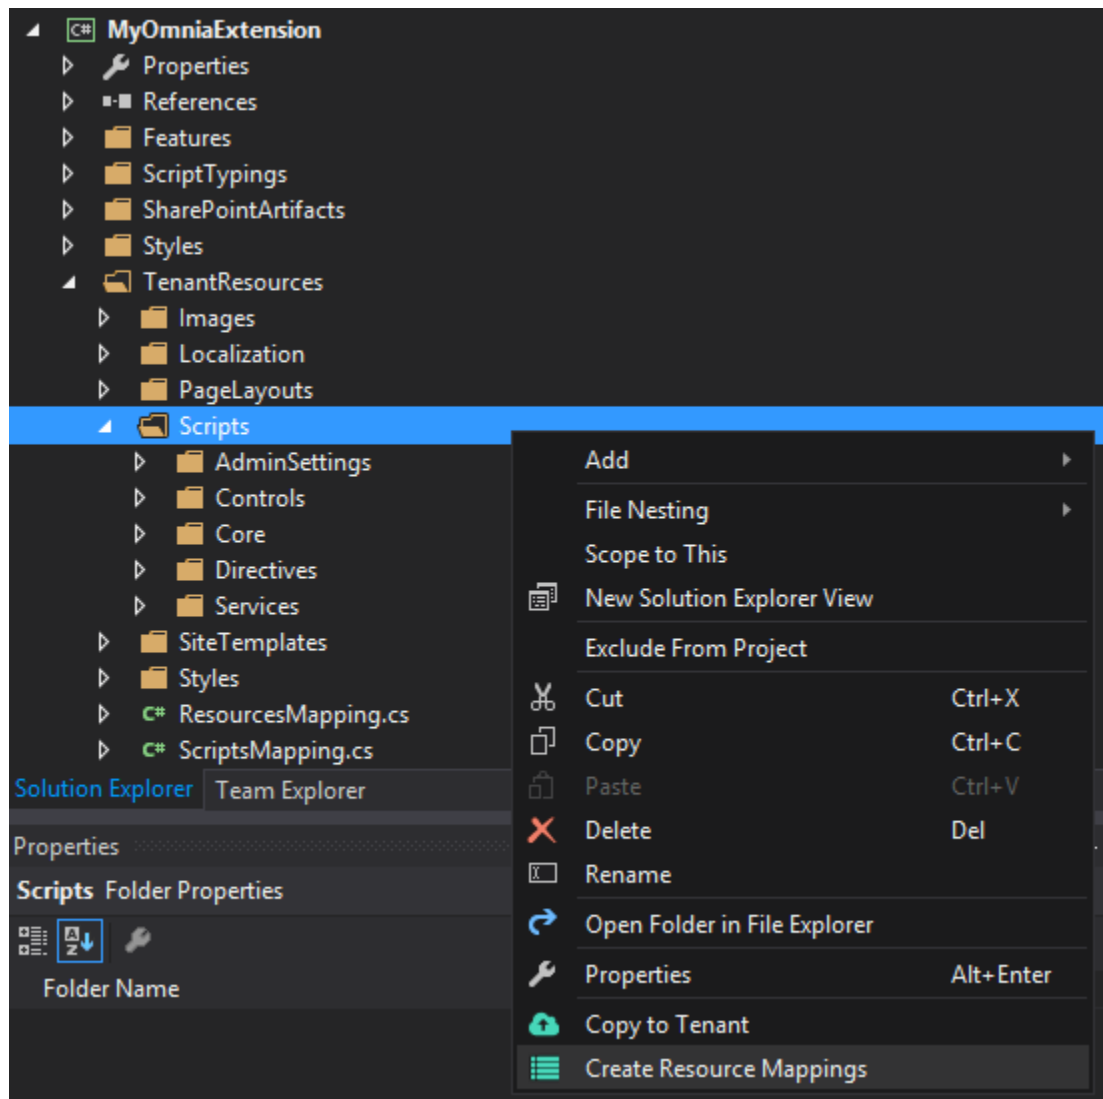 C# MyOmniaExtension
Properties
References
Features
ScriptTypings
SharePointArtifacts
Styles
TenantResources
Images
Localization
PageLayouts
Scripts
AdminSettings
Controls
Core
Directives
Services
SiteTemplates
Styles
C# ResourcesMapping.cs
C# ScriptsMapping.cs
Solution Explorer Team Explorer
Properties
Scripts Folder Properties
Folder Name
Add
File Nesting
Scope to This
New Solution Explorer View
Exclude From Project
Cut Ctrl+X
Copy Ctrl+C
Paste Ctrl+V
Delete Del
Rename
Open Folder in File Explorer
Properties Alt+Enter
Copy to Tenant
Create Resource Mappings